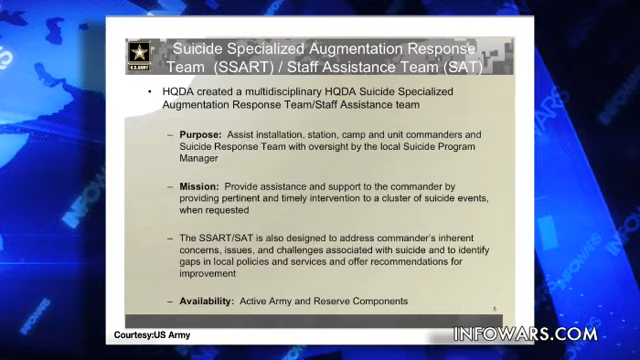 U.S. ARMY
Suicide Specialized Augmentation Response
Team (SSART) / Staff Assistance Team (SAT)
• HQDA created a multidisciplinary HQDA Suicide Specialized
Augmentation Response Team/Staff Assistance team
– Purpose: Assist installation, station, camp and unit commanders and
Suicide Response Team with oversight by the local Suicide Program
Manager
– Mission: Provide assistance and support to the commander by
providing pertinent and timely intervention to a cluster of suicide events,
when requested
– The SSART/SAT is also designed to address commander's inherent
concerns, issues, and challenges associated with suicide and to identify
gaps in local policies and services and offer recommendations for
improvement
– Availability: Active Army and Reserve Components
5
Courtesy:US Army
INFOWARS.COM
INFOWARS